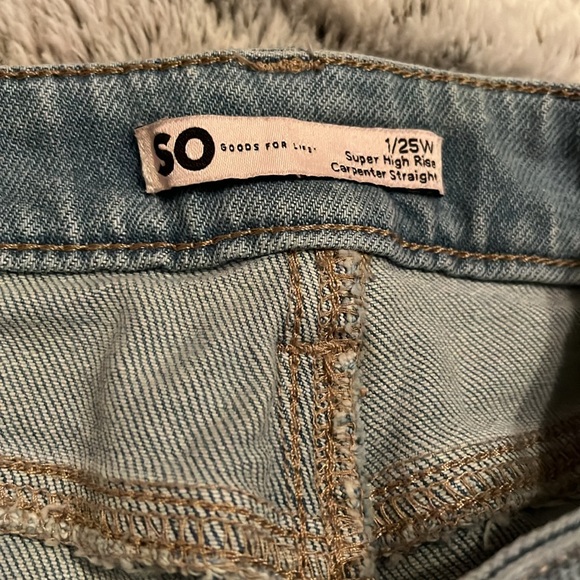 SO GOODS FOR LIFE®
1/25W
Super High Rise
Carpenter Straight